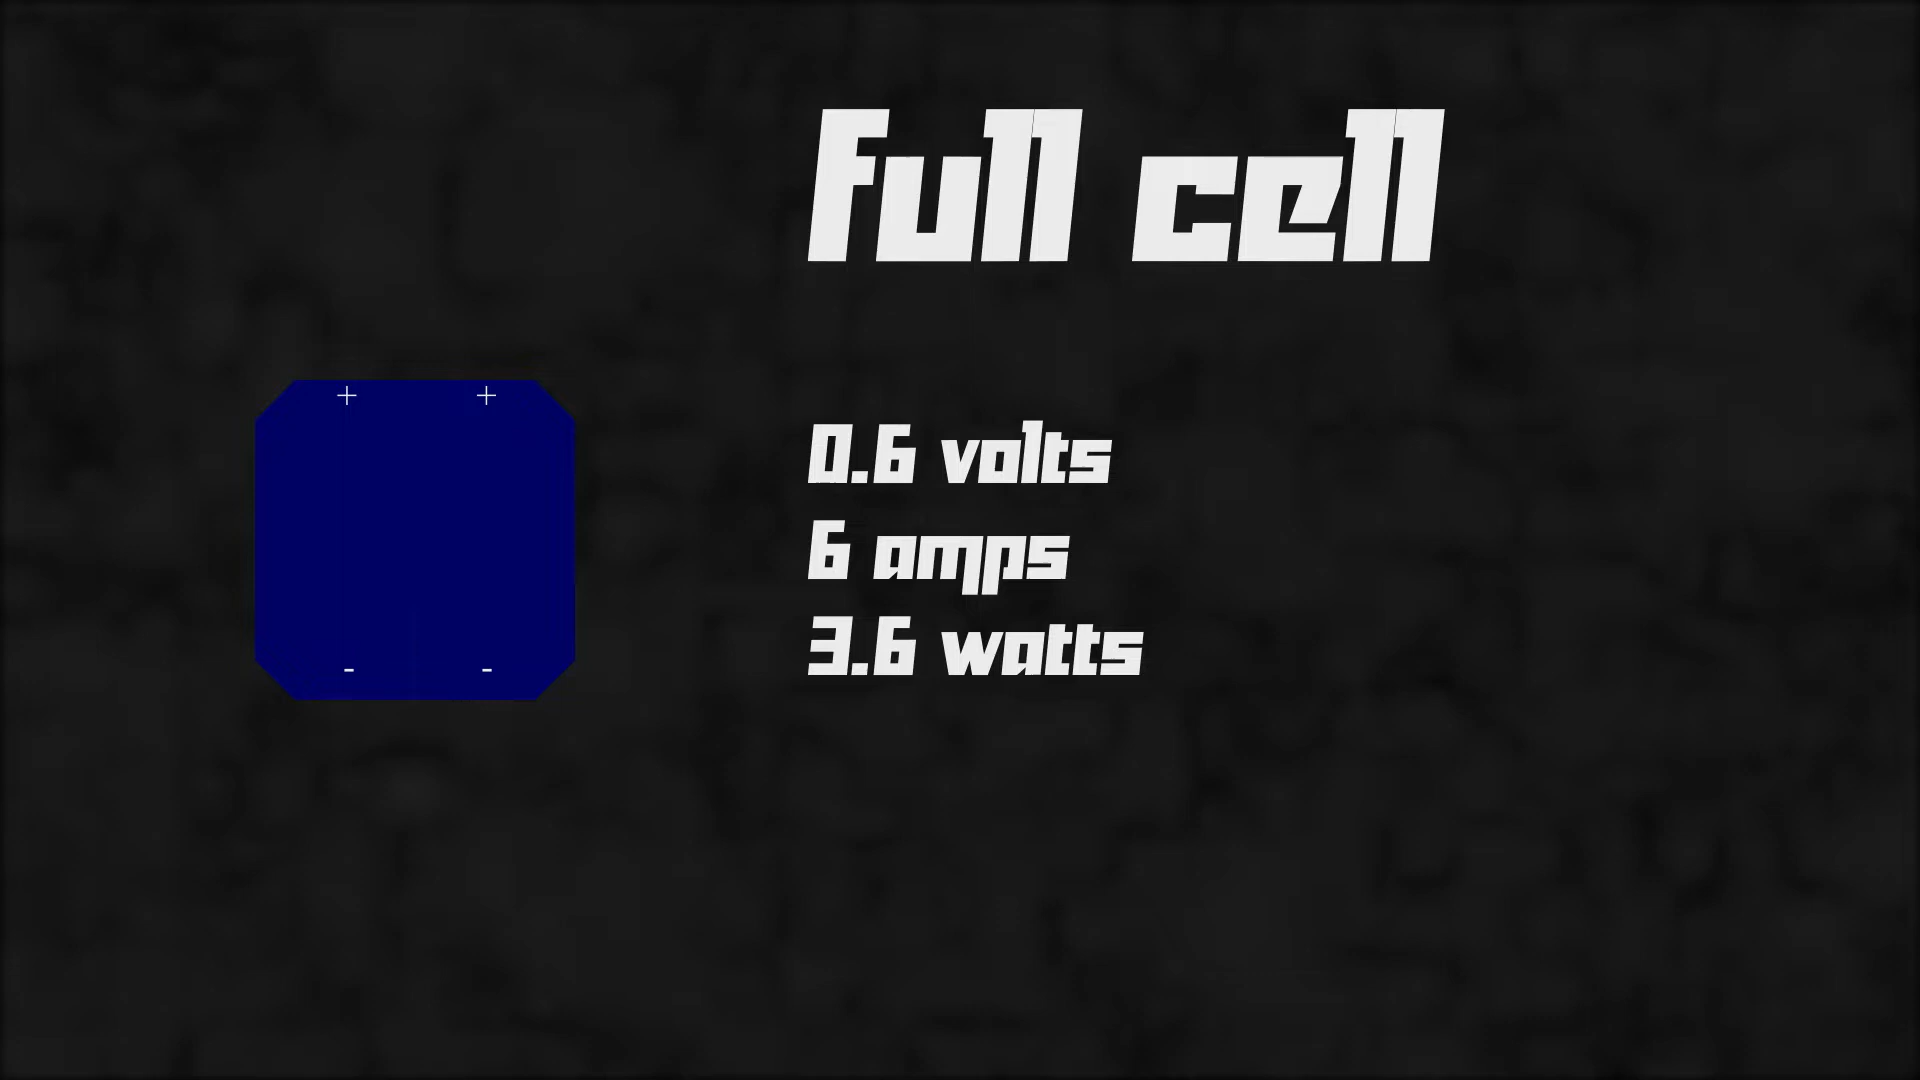 Full cell
+ +
0.6 volts
6 amps
3.6 watts
- -